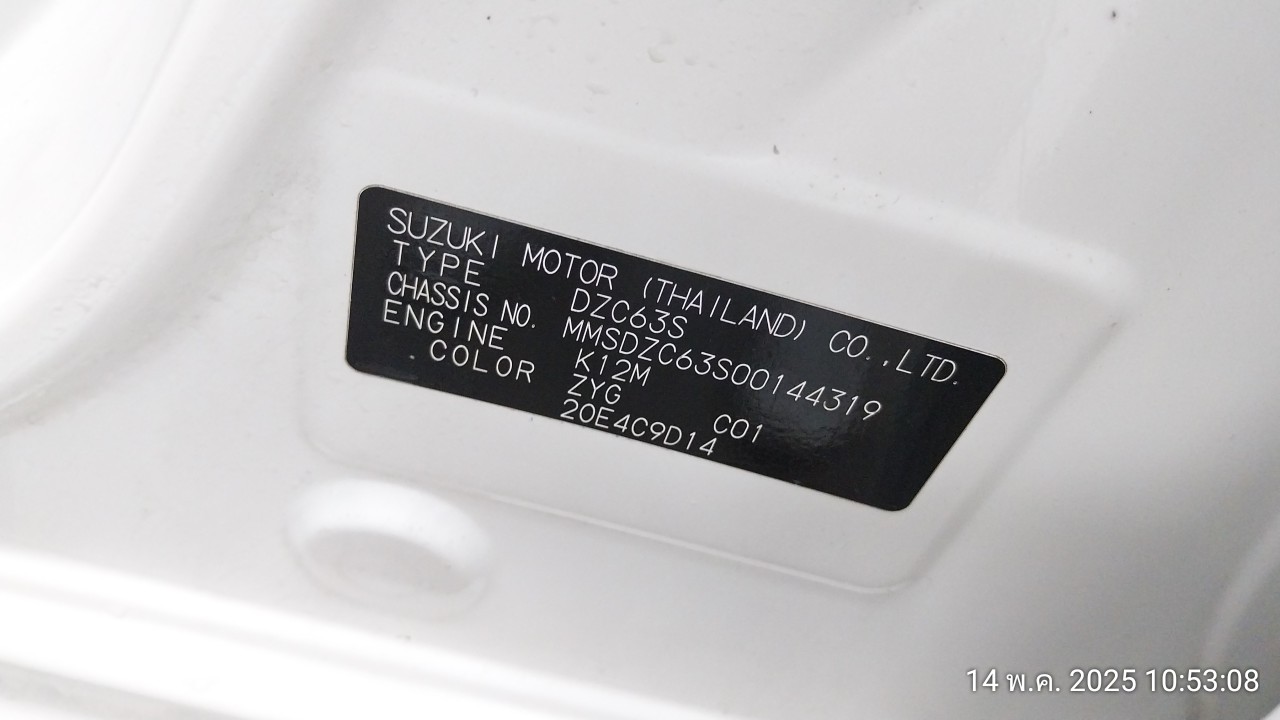 SUZUKI MOTOR (THAILAND) CO.,LTD.
TYPE DZC63S
CHASSIS NO. MMSDZC63S00144319
ENGINE K12M
COLOR ZYG C01
20E4C9D14
14 พ.ค. 2025 10:53:08